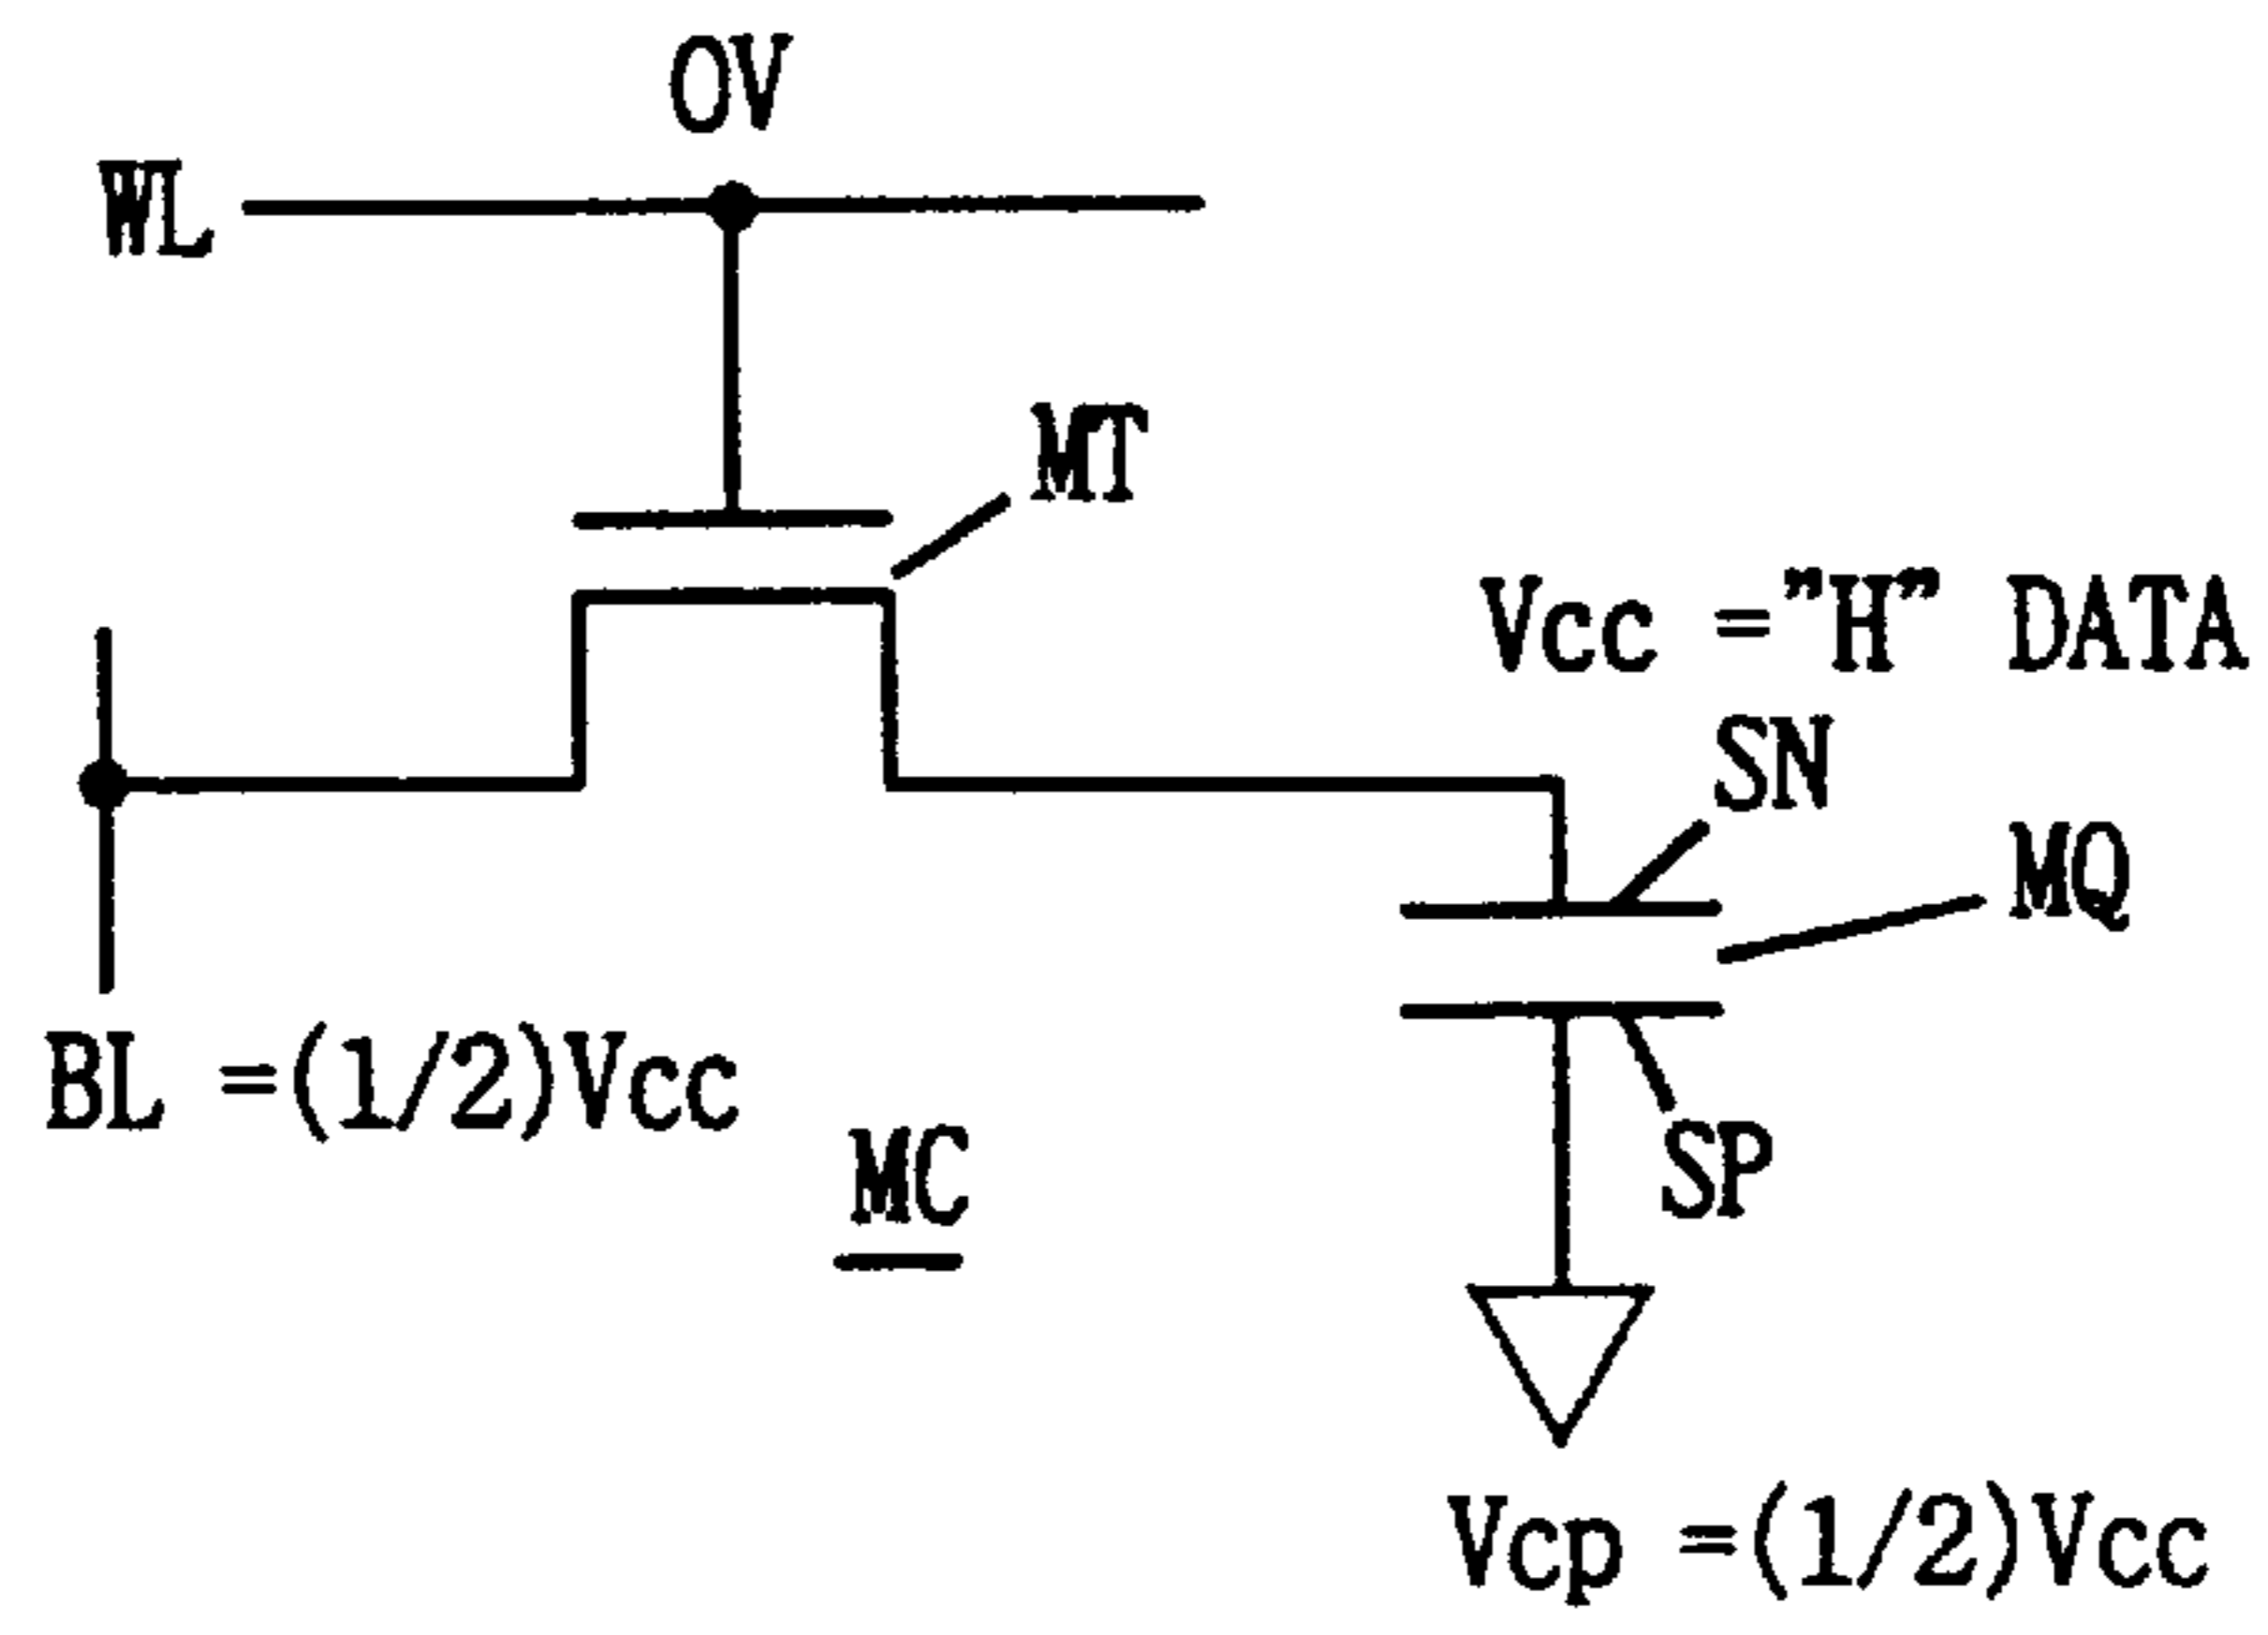 0V
WL
MT
Vcc ="H" DATA
SN
MQ
BL =(1/2)Vcc
MC
SP
Vcp =(1/2)Vcc